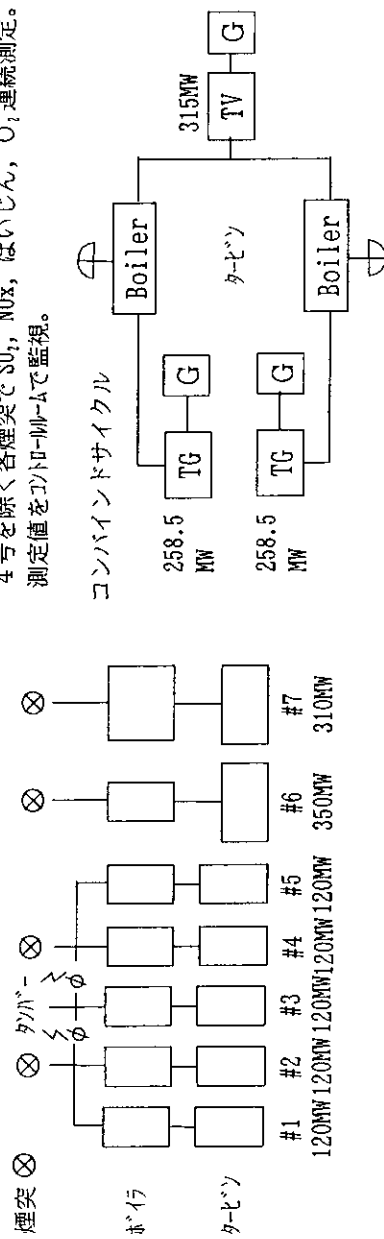 4号を除く各煙突でSO₂, NOx, ばいじん, O₂連続測定。
測定値をコントロールルームで監視。
煙突
ダンパー
ボイラ
タービン
#1
#2
#3
#4
#5
#6
#7
120MW
120MW
120MW
120MW
120MW
350MW
310MW
コンバインドサイクル
Boiler
TG
G
258.5
MW
タービン
315MW
TV
G
TG
G
258.5
MW
Boiler